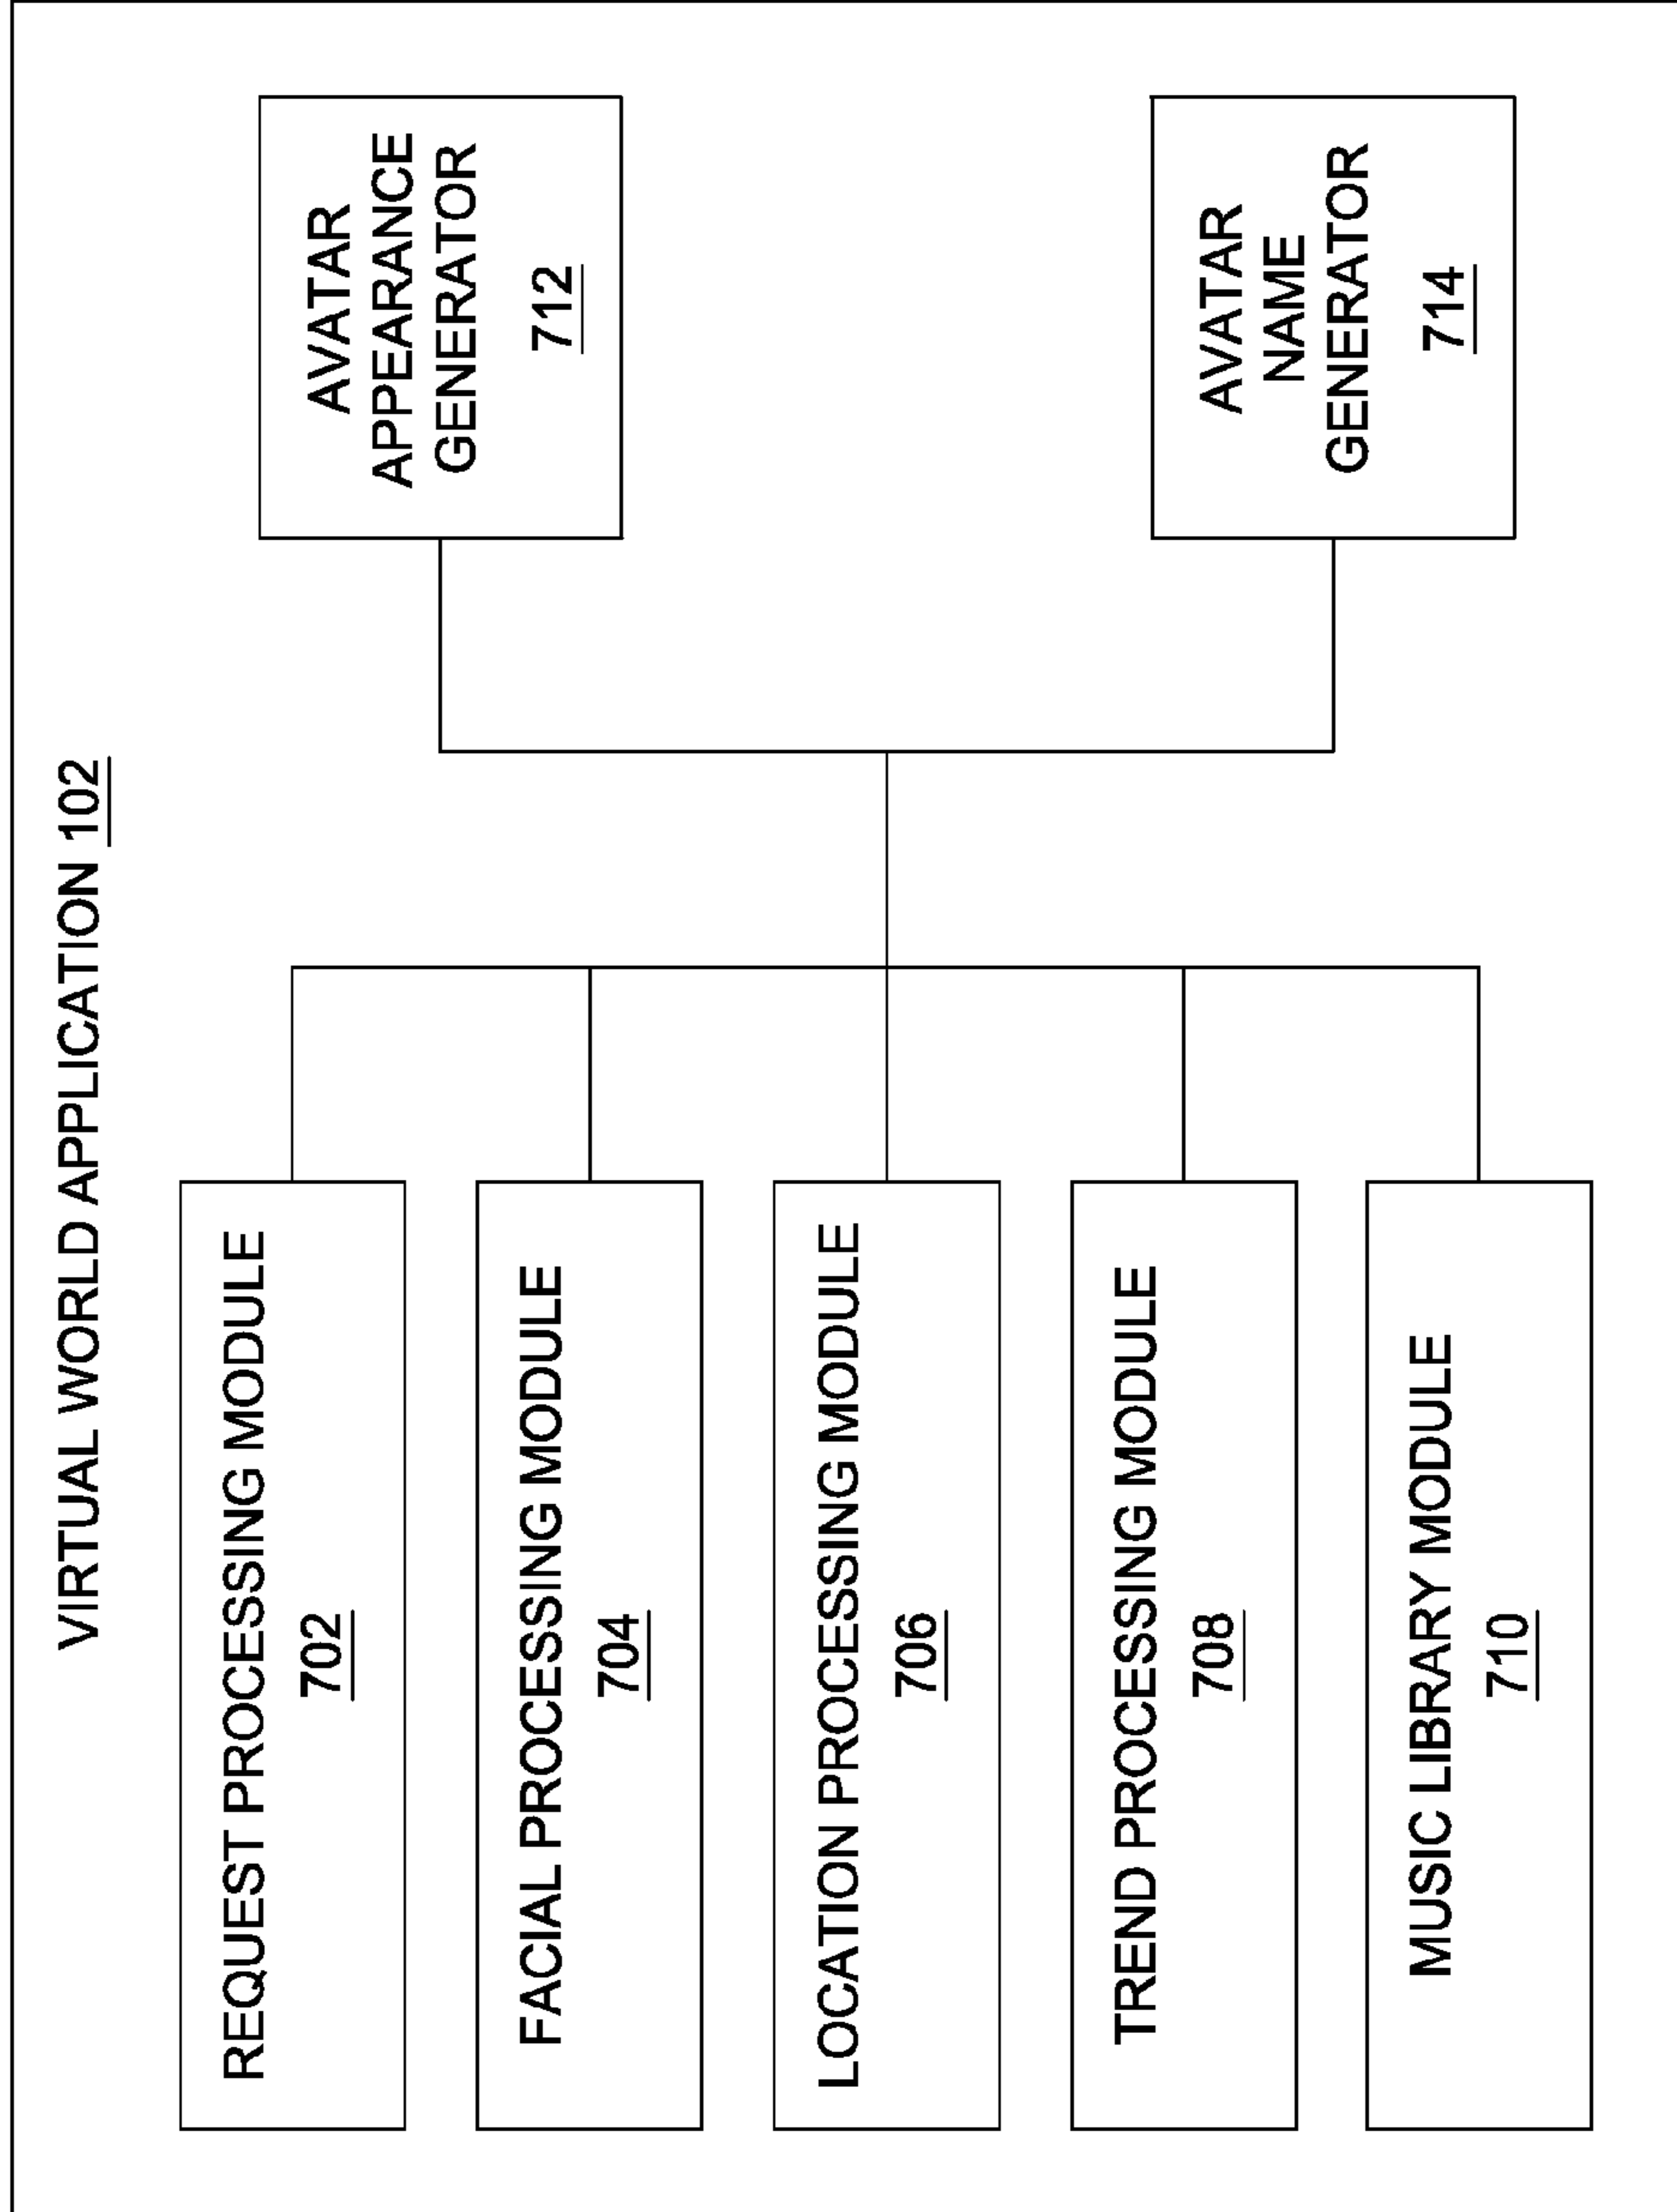 VIRTUAL WORLD APPLICATION 102
REQUEST PROCESSING MODULE
702
FACIAL PROCESSING MODULE
704
LOCATION PROCESSING MODULE
706
TREND PROCESSING MODULE
708
MUSIC LIBRARY MODULE
710
AVATAR
APPEARANCE
GENERATOR
712
AVATAR
NAME
GENERATOR
714